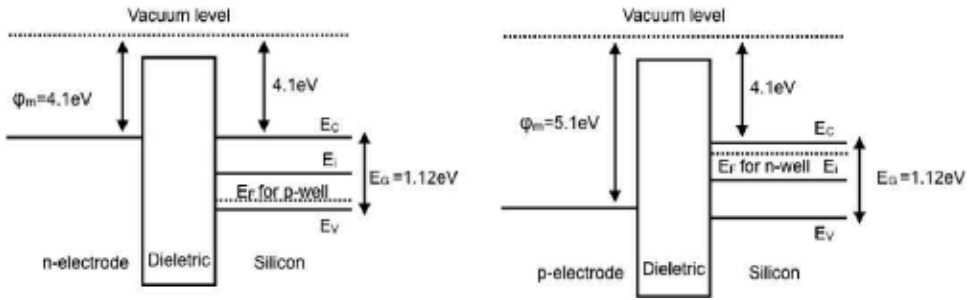 Vacuum level
φm=4.1eV
4.1eV
EC
Ei
EF for p-well
EG=1.12eV
EV
n-electrode
Dieletric
Silicon
Vacuum level
φm=5.1eV
4.1eV
EC
EF for n-well
Ei
EG=1.12eV
EV
p-electrode
Dieletric
Silicon